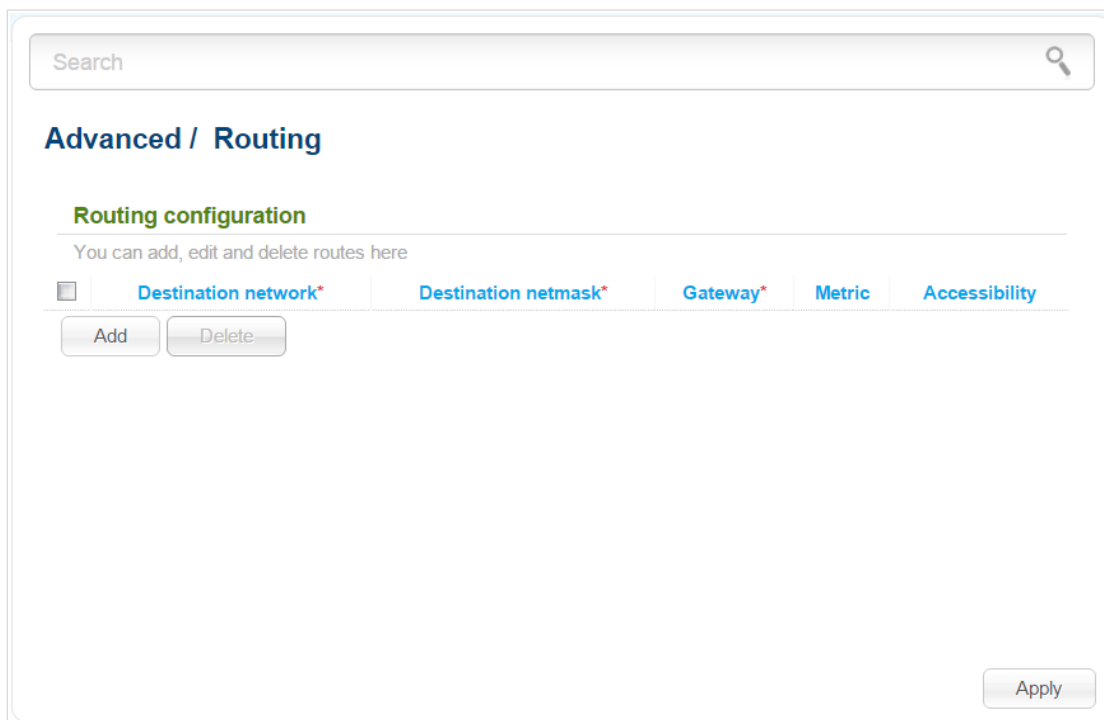 Search
Advanced / Routing
Routing configuration
You can add, edit and delete routes here
Destination network* Destination netmask* Gateway* Metric Accessibility
Add Delete
Apply